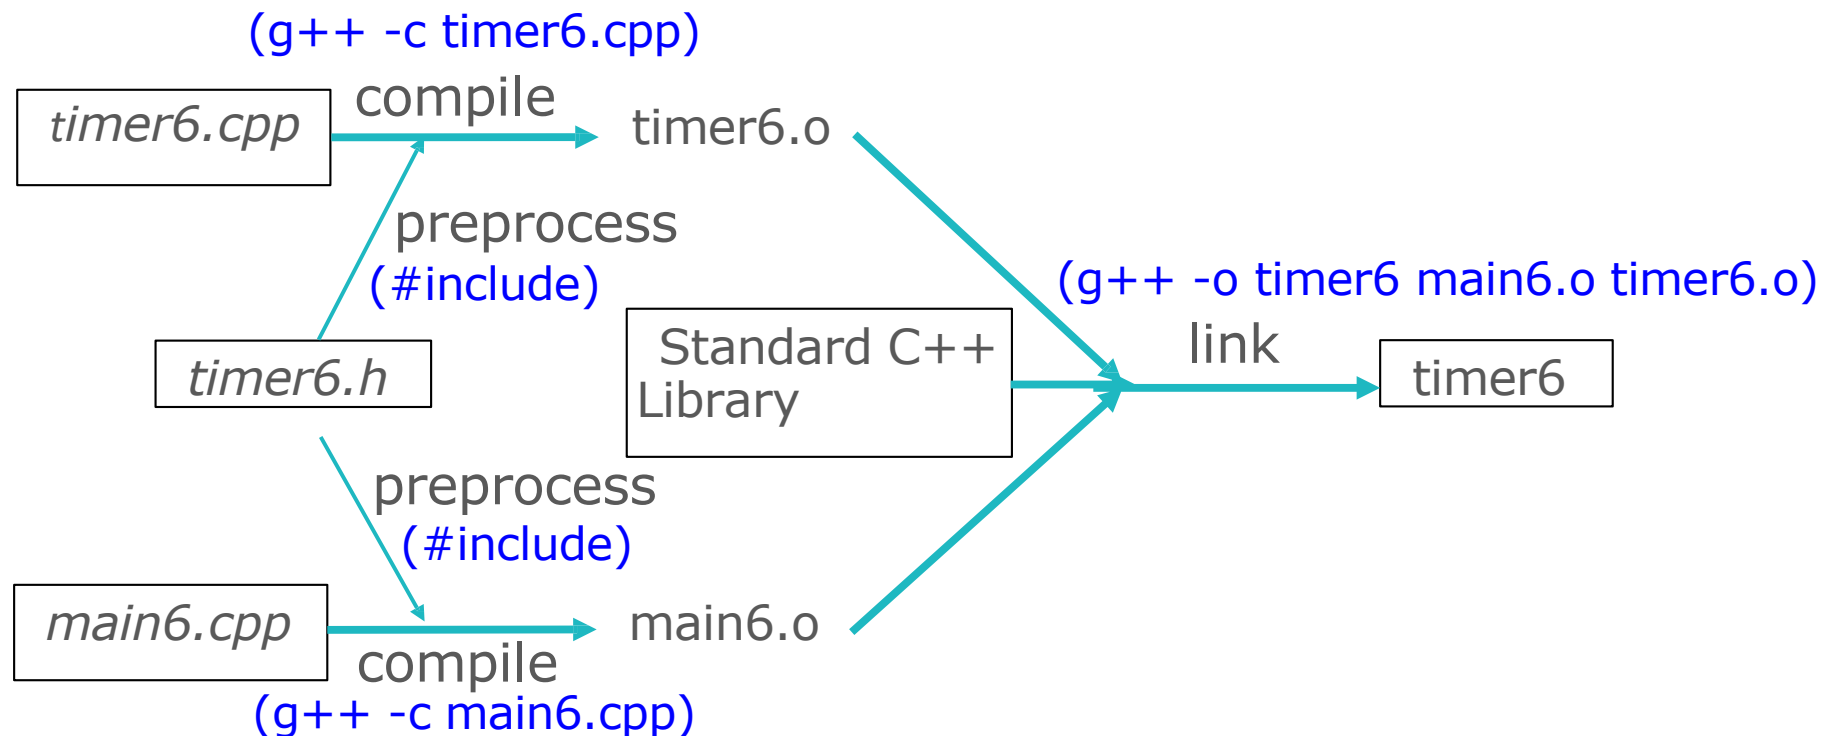 (g++ -c timer6.cpp)
compile
timer6.cpp
timer6.o
preprocess
(#include)
(g++ -o timer6 main6.o timer6.o)
link
Standard C++
Library
timer6.h
timer6
preprocess
(#include)
main6.cpp
main6.o
compile
(g++ -c main6.cpp)